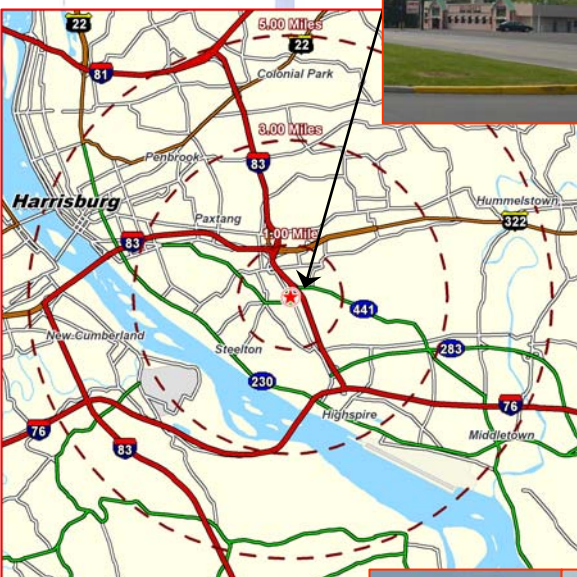 22
5.00 Miles
22
81
Colonial Park
3.00 Miles
Penbrook
83
Harrisburg
Hummelstown
Paxtang
322
1.00 Mile
83
441
New Cumberland
Steelton
283
230
Highspire
76
76
Middletown
83